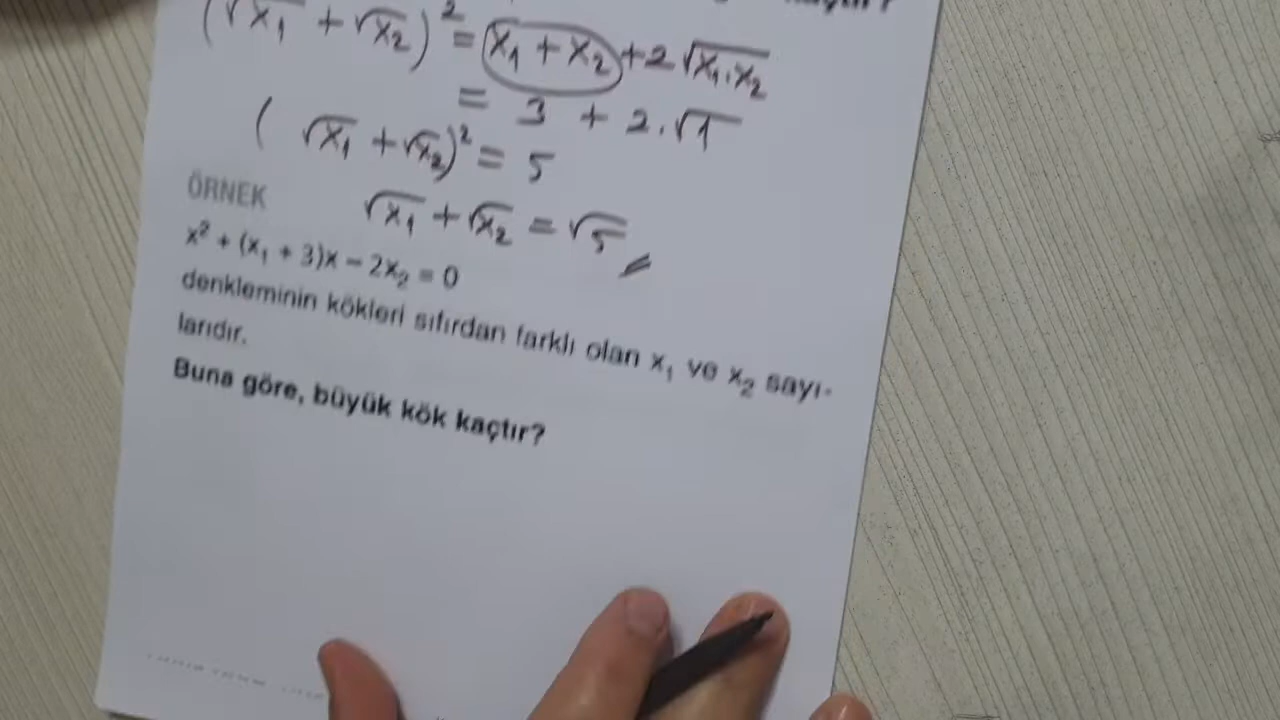 (√x₁ + √x₂)² = x₁ + x₂ + 2√x₁.x₂
= 3 + 2.√1
(√x₁ + √x₂)² = 5
√x₁ + √x₂ = √5
ÖRNEK
x² + (x₁ + 3)x − 2x₂ = 0
denkleminin kökleri sıfırdan farklı olan x₁ ve x₂ sayı-
larıdır.
Buna göre, büyük kök kaçtır?